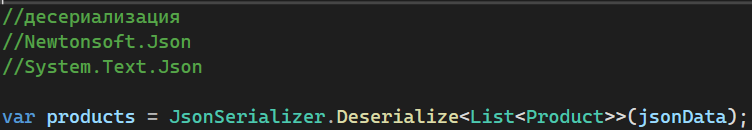 //десериализация
//Newtonsoft.Json
//System.Text.Json
var products = JsonSerializer.Deserialize<List<Product>>(jsonData);